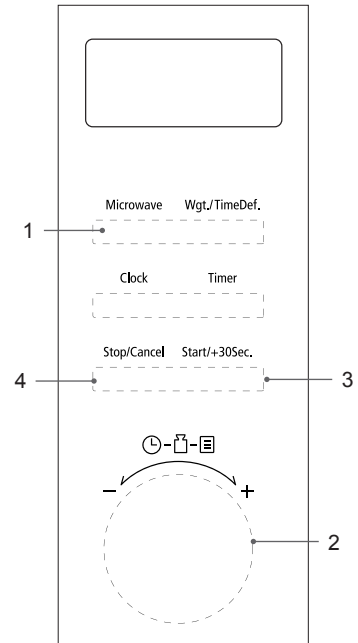 Microwave Wgt./TimeDef.
1
Clock Timer
Stop/Cancel Start/+30Sec.
4 3
- +
2